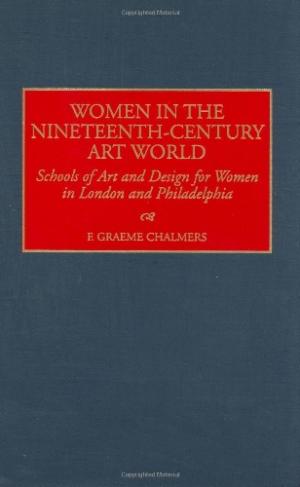 WOMEN IN THE
NINETEENTH-CENTURY
ART WORLD
Schools of Art and Design for Women
in London and Philadelphia
F. GRAEME CHALMERS